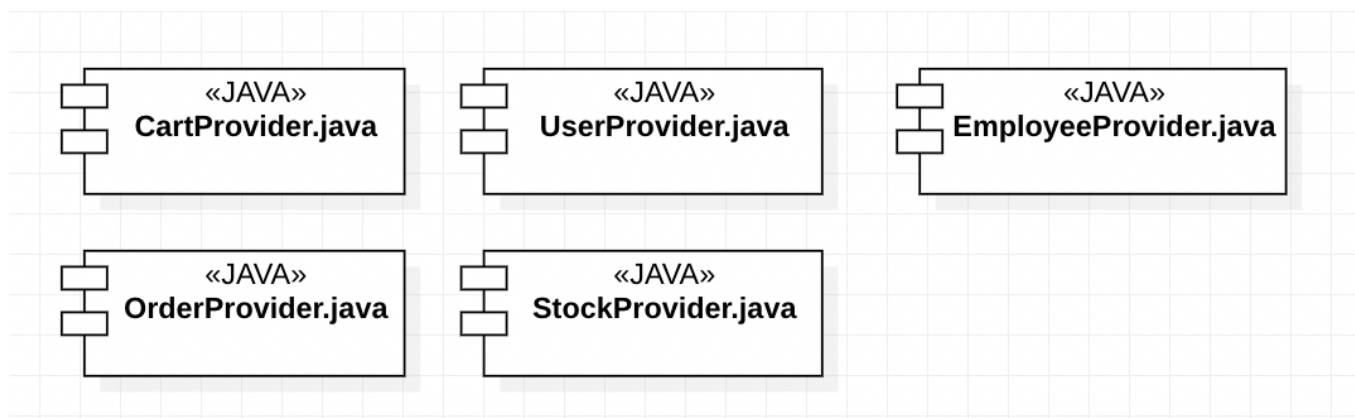 «JAVA»
CartProvider.java
«JAVA»
UserProvider.java
«JAVA»
EmployeeProvider.java
«JAVA»
OrderProvider.java
«JAVA»
StockProvider.java